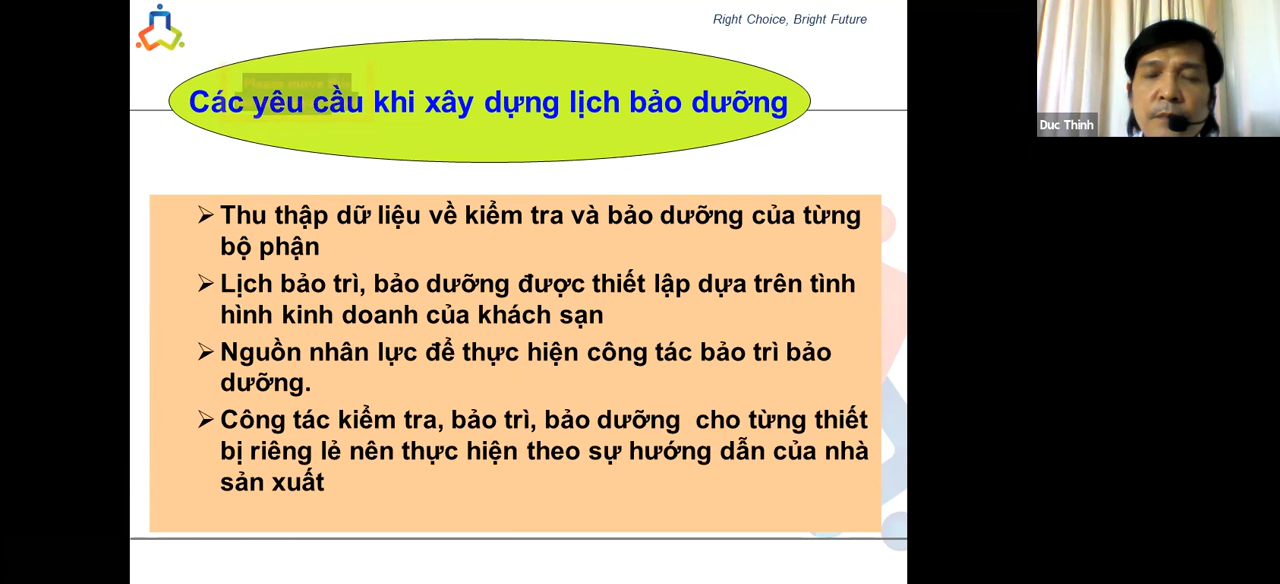 Right Choice, Bright Future
Các yêu cầu khi xây dựng lịch bảo dưỡng
Thu thập dữ liệu về kiểm tra và bảo dưỡng của từng
bộ phận
Lịch bảo trì, bảo dưỡng được thiết lập dựa trên tình
hình kinh doanh của khách sạn
Nguồn nhân lực để thực hiện công tác bảo trì bảo
dưỡng.
Công tác kiểm tra, bảo trì, bảo dưỡng cho từng thiết
bị riêng lẻ nên thực hiện theo sự hướng dẫn của nhà
sản xuất
Duc Thinh